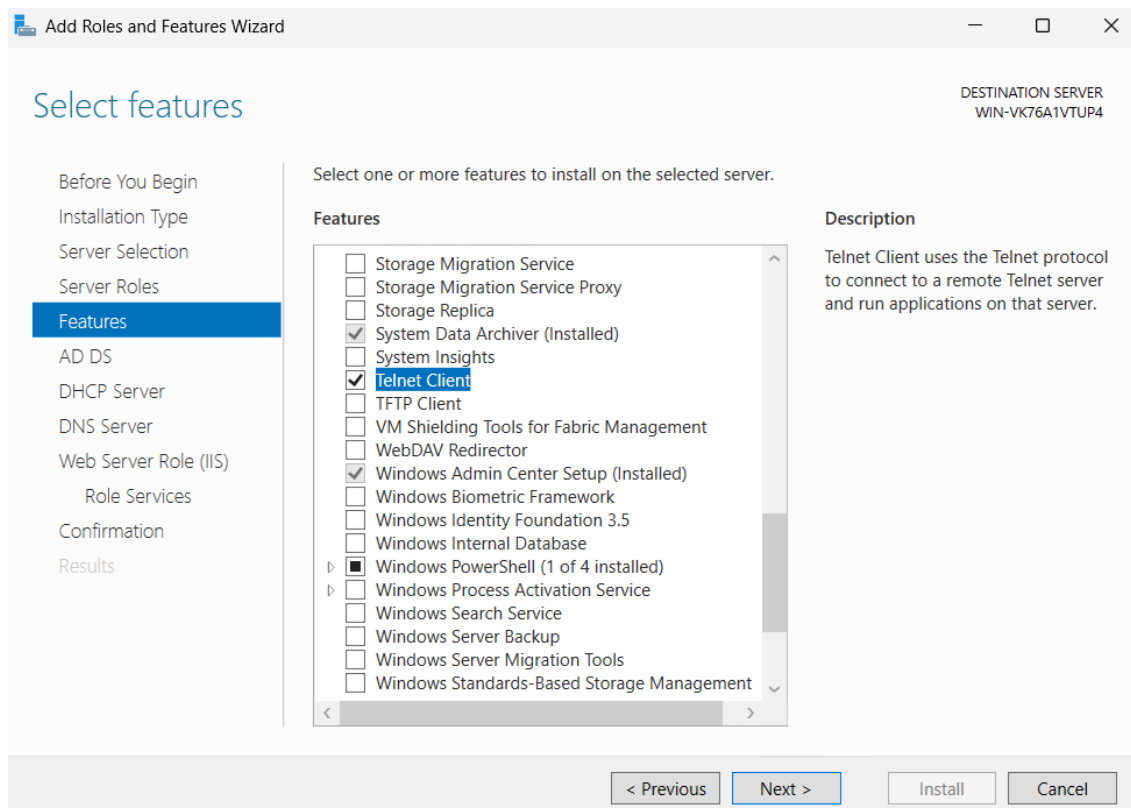 Add Roles and Features Wizard
Select features
DESTINATION SERVER
WIN-VK76A1VTUP4
Before You Begin
Installation Type
Server Selection
Server Roles
Features
AD DS
DHCP Server
DNS Server
Web Server Role (IIS)
Role Services
Confirmation
Results
Select one or more features to install on the selected server.
Features
Storage Migration Service
Storage Migration Service Proxy
Storage Replica
System Data Archiver (Installed)
System Insights
Telnet Client
TFTP Client
VM Shielding Tools for Fabric Management
WebDAV Redirector
Windows Admin Center Setup (Installed)
Windows Biometric Framework
Windows Identity Foundation 3.5
Windows Internal Database
Windows PowerShell (1 of 4 installed)
Windows Process Activation Service
Windows Search Service
Windows Server Backup
Windows Server Migration Tools
Windows Standards-Based Storage Management
Description
Telnet Client uses the Telnet protocol
to connect to a remote Telnet server
and run applications on that server.
< Previous
Next >
Install
Cancel